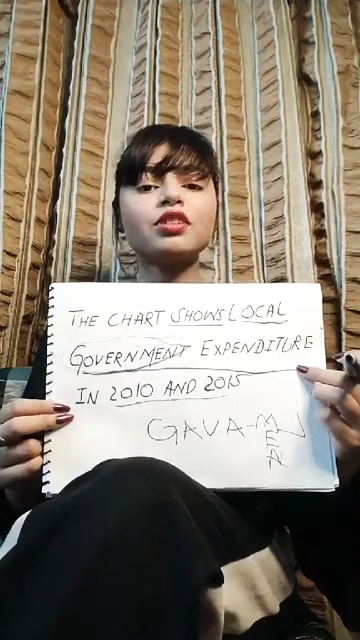 THE CHART SHOWS LOCAL
GOVERNMENT EXPENDITURE
IN 2010 AND 2015
GAVA-MEN